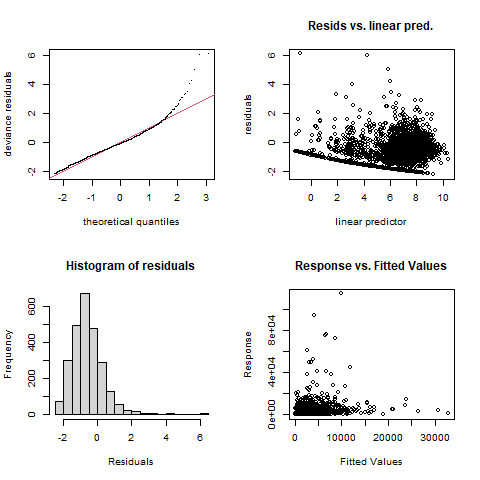 deviance residuals
-2 0 2 4 6
-2 -1 0 1 2 3
theoretical quantiles
Resids vs. linear pred.
residuals
-2 0 2 4 6
0 2 4 6 8 10
linear predictor
Histogram of residuals
Frequency
0 200 400 600
-2 0 2 4 6
Residuals
Response vs. Fitted Values
Response
0e+00 4e+04 8e+04
0 10000 20000 30000
Fitted Values